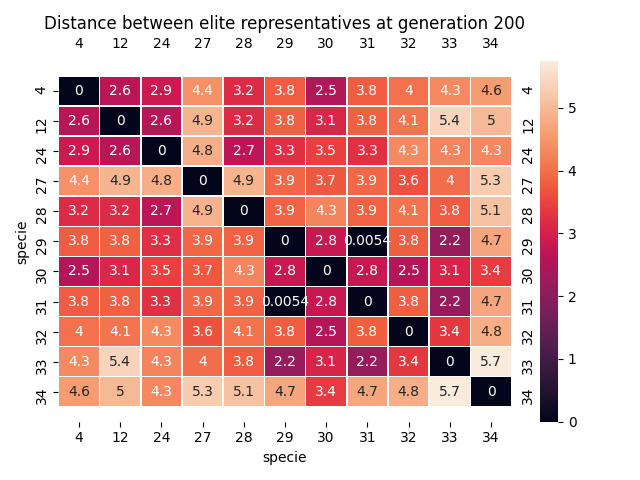 Distance between elite representatives at generation 200
4 12 24 27 28 29 30 31 32 33 34
4 0 2.6 2.9 4.4 3.2 3.8 2.5 3.8 4 4.3 4.6 4
12 2.6 0 2.6 4.9 3.2 3.8 3.1 3.8 4.1 5.4 5 12
24 2.9 2.6 0 4.8 2.7 3.3 3.5 3.3 4.3 4.3 4.3 24
27 4.4 4.9 4.8 0 4.9 3.9 3.7 3.9 3.6 4 5.3 27
28 3.2 3.2 2.7 4.9 0 3.9 4.3 3.9 4.1 3.8 5.1 28
29 3.8 3.8 3.3 3.9 3.9 0 2.8 0.0054 3.8 2.2 4.7 29
30 2.5 3.1 3.5 3.7 4.3 2.8 0 2.8 2.5 3.1 3.4 30
31 3.8 3.8 3.3 3.9 3.9 0.0054 2.8 0 3.8 2.2 4.7 31
32 4 4.1 4.3 3.6 4.1 3.8 2.5 3.8 0 3.4 4.8 32
33 4.3 5.4 4.3 4 3.8 2.2 3.1 2.2 3.4 0 5.7 33
34 4.6 5 4.3 5.3 5.1 4.7 3.4 4.7 4.8 5.7 0 34
4 12 24 27 28 29 30 31 32 33 34
specie
specie
5
4
3
2
1
0